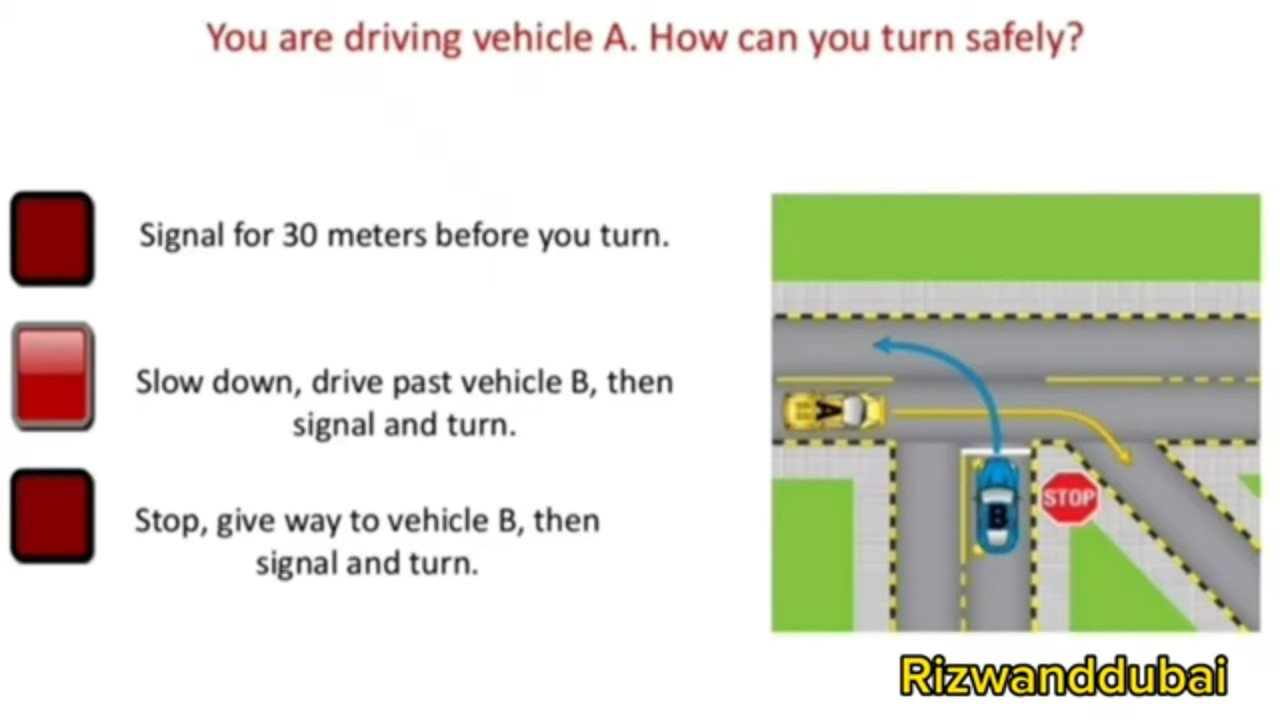 You are driving vehicle A. How can you turn safely?
Signal for 30 meters before you turn.
Slow down, drive past vehicle B, then
signal and turn.
Stop, give way to vehicle B, then
signal and turn.
A
B
STOP
Rizwanddubai